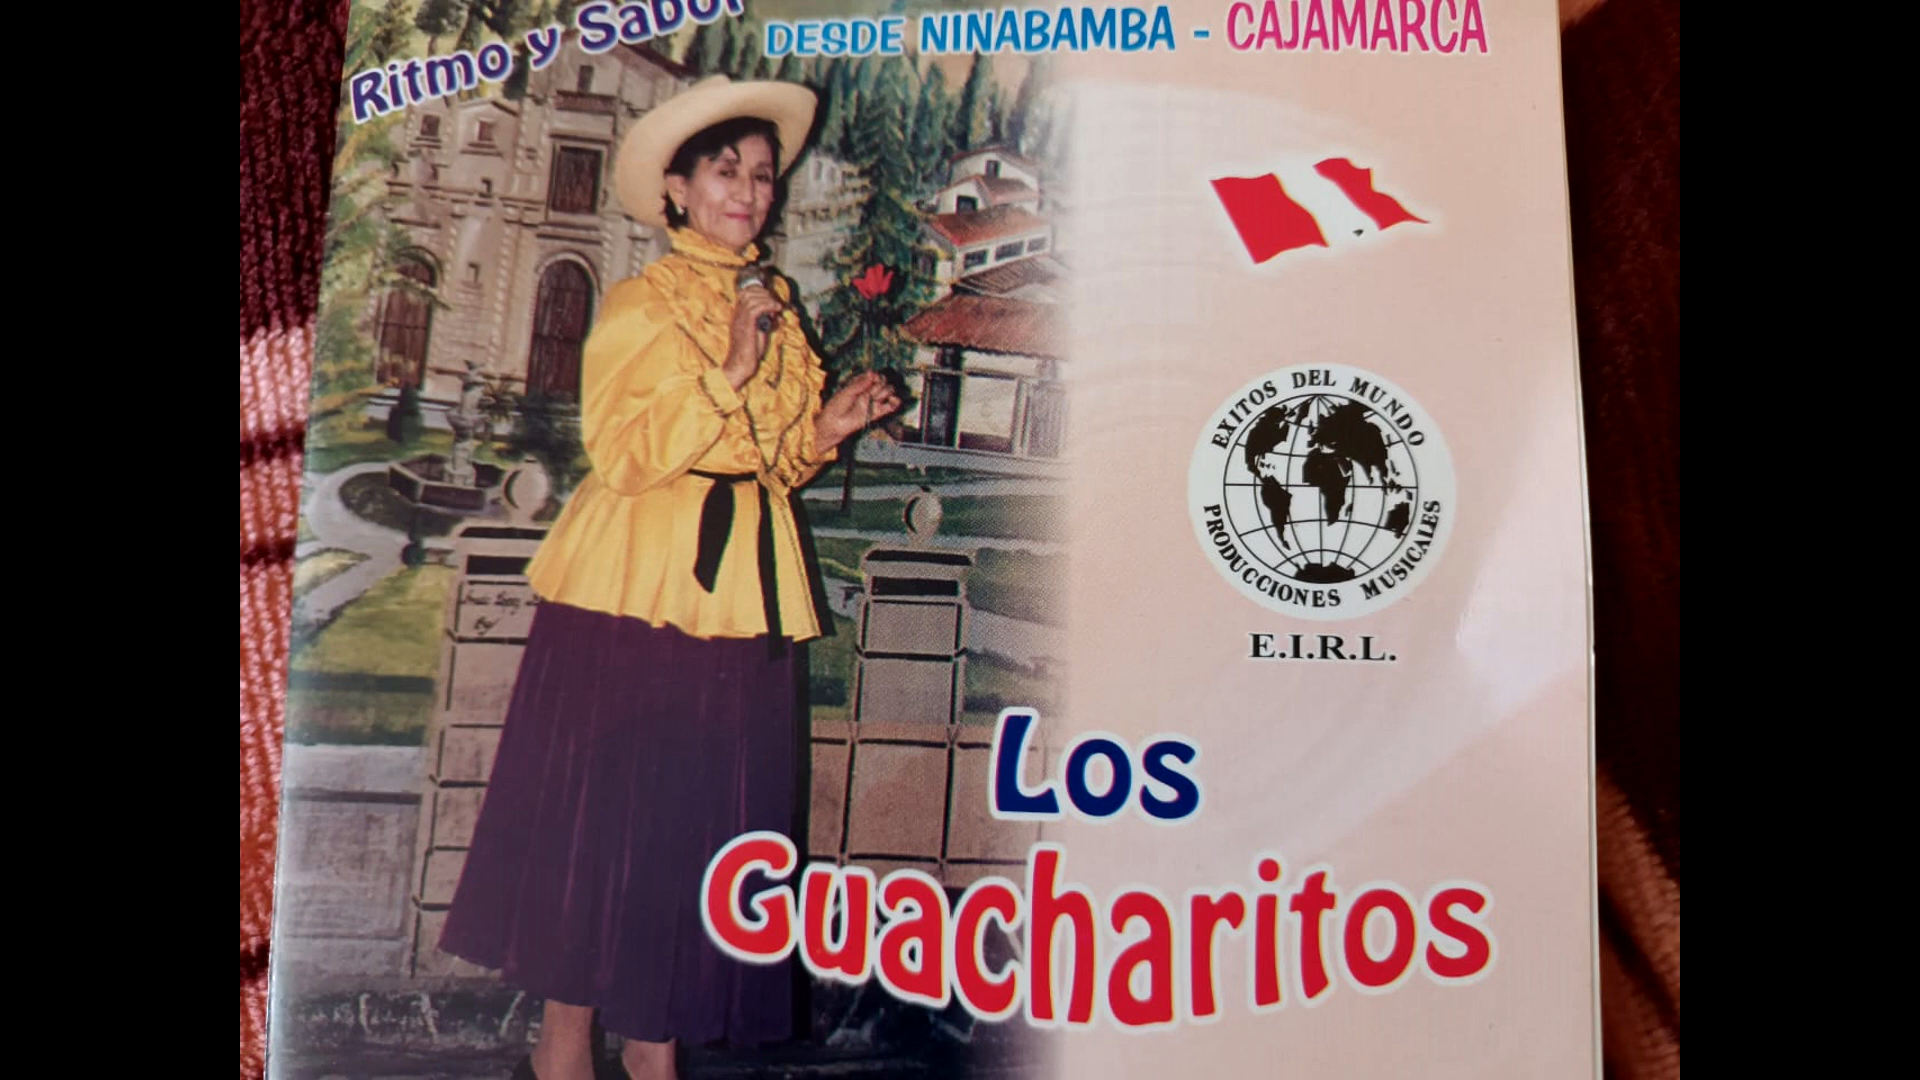 Ritmo y Sabor
DESDE NINABAMBA - CAJAMARCA
EXITOS DEL MUNDO
PRODUCCIONES MUSICALES
E.I.R.L.
Los
Guacharitos